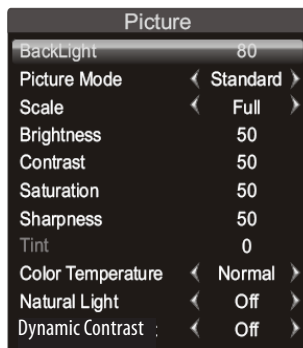 Picture
BackLight 80
Picture Mode Standard
Scale Full
Brightness 50
Contrast 50
Saturation 50
Sharpness 50
Tint 0
Color Temperature Normal
Natural Light Off
Dynamic Contrast : Off